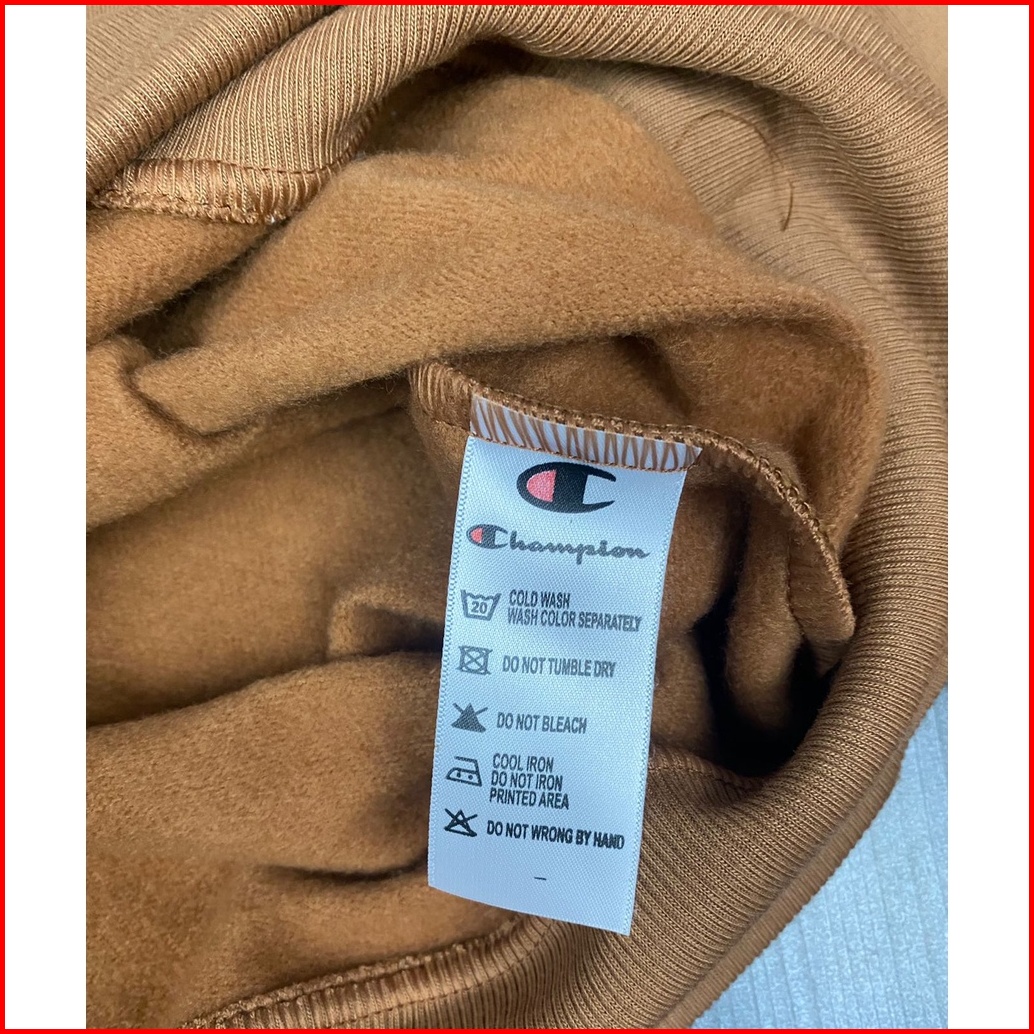 Champion
20
COLD WASH
WASH COLOR SEPARATELY
DO NOT TUMBLE DRY
DO NOT BLEACH
COOL IRON
DO NOT IRON
PRINTED AREA
DO NOT WRONG BY HAND